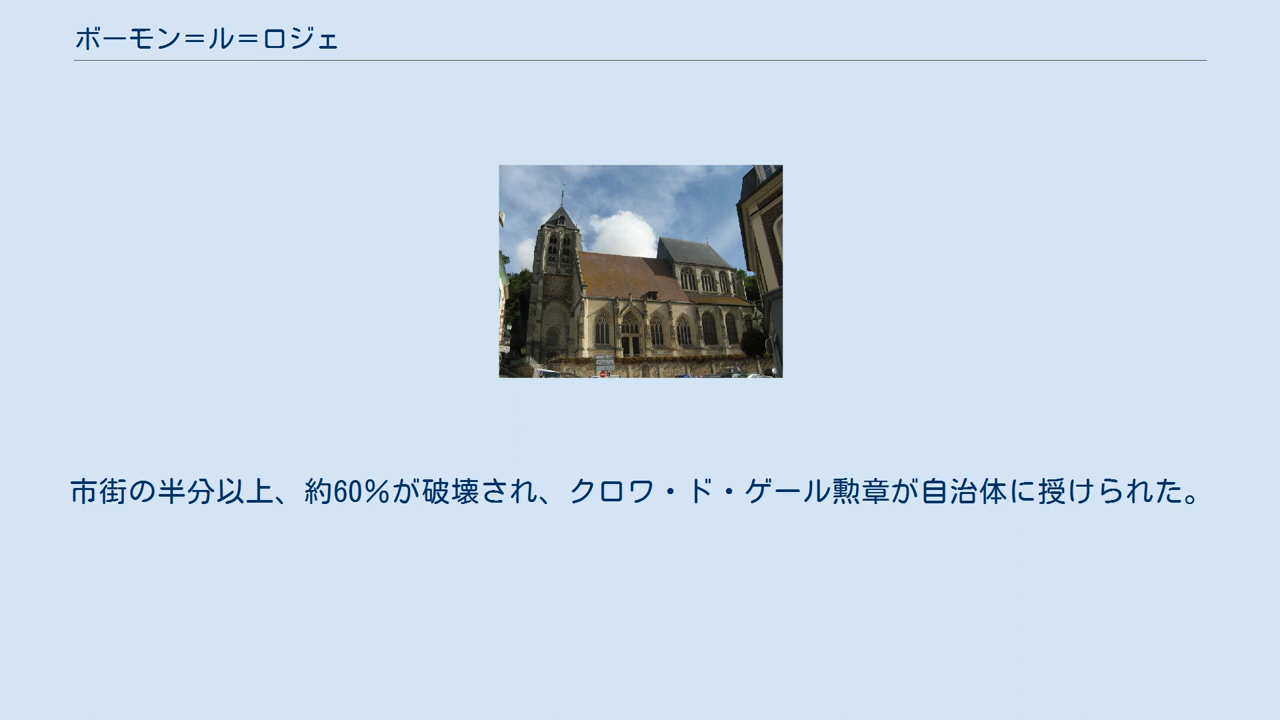 ボーモン＝ル＝ロジェ
市街の半分以上、約60％が破壊され、クロワ・ド・ゲール勲章が自治体に授けられた。